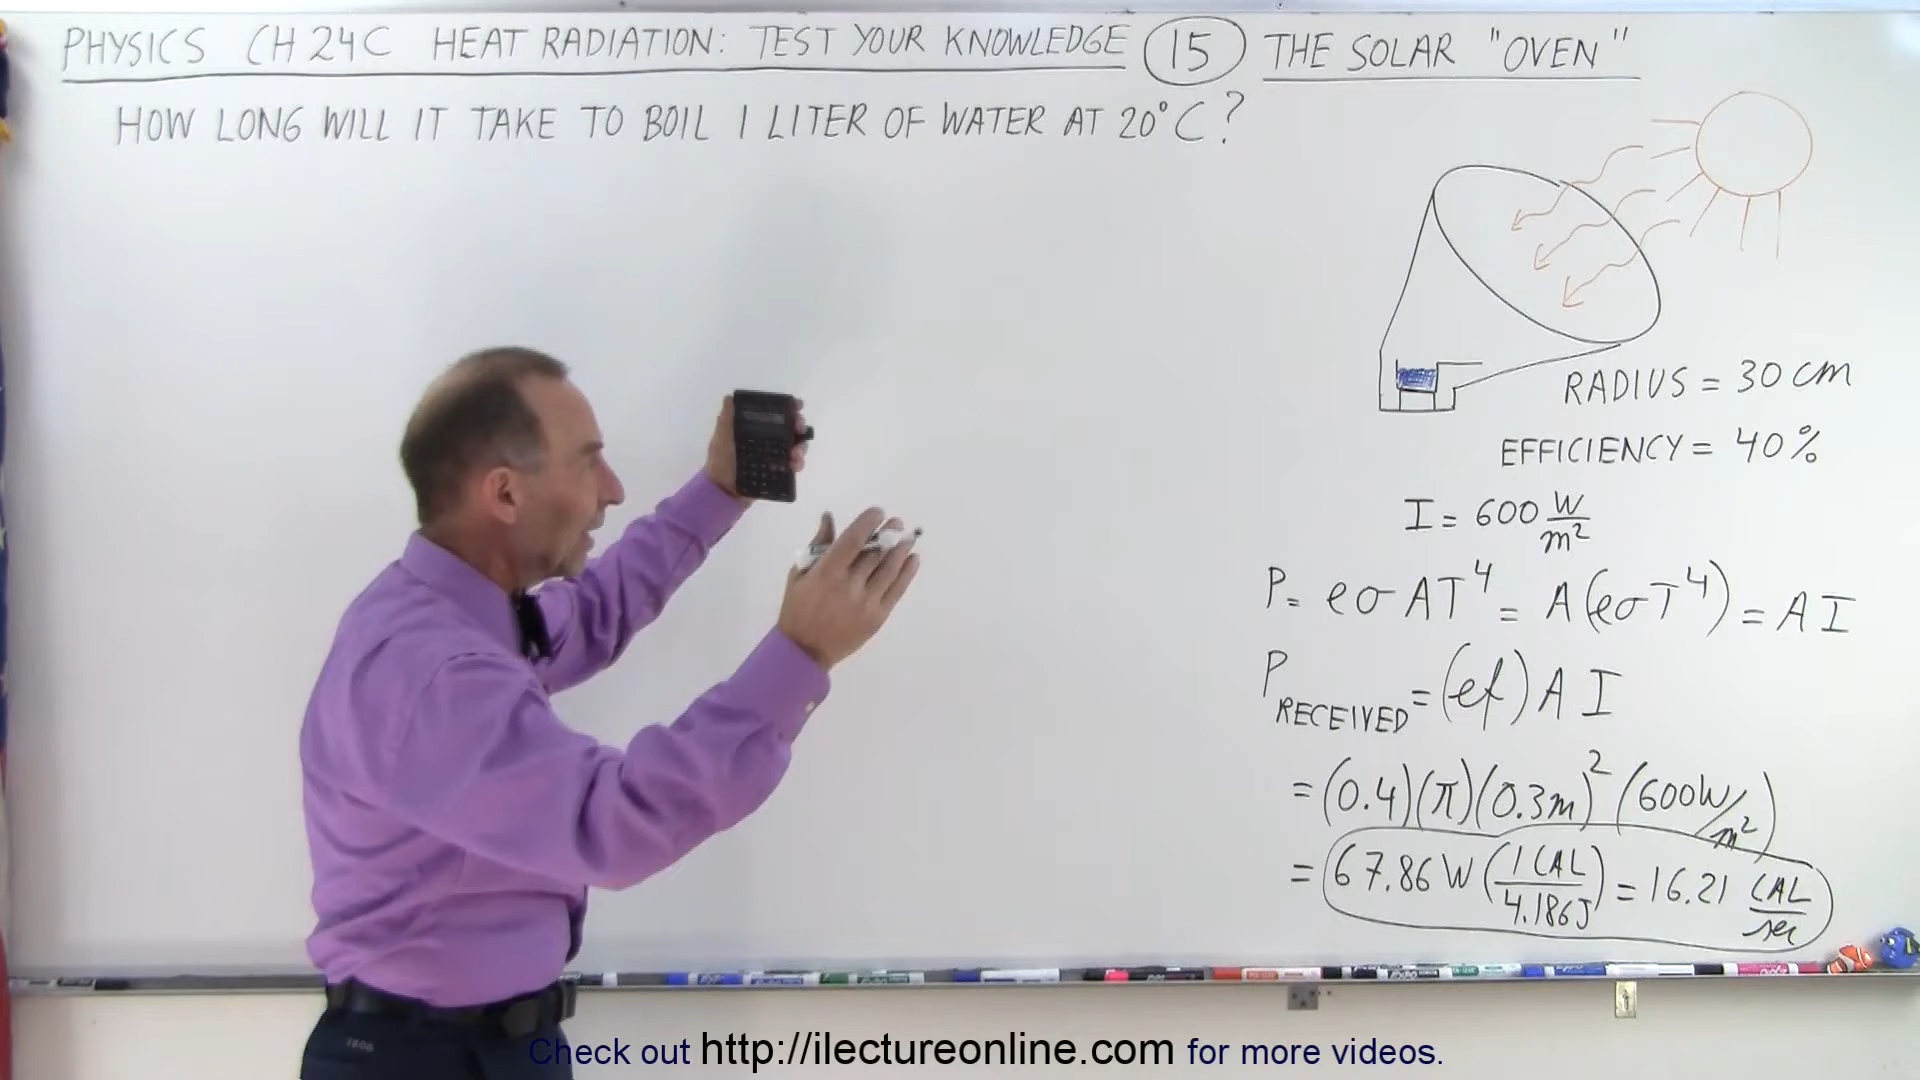 PHYSICS CH 24C HEAT RADIATION: TEST YOUR KNOWLEDGE 15 THE SOLAR "OVEN"
HOW LONG WILL IT TAKE TO BOIL 1 LITER OF WATER AT 20°C?
RADIUS = 30 cm
EFFICIENCY = 40%
I = 600 W/m²
P = eσAT⁴ = A(eσT⁴) = AI
P RECEIVED = (ef) A I
= (0.4)(π)(0.3m)² (600W/m²)
= 67.86 W (1 CAL/4.186J) = 16.21 CAL/sec
Check out http://ilectureonline.com for more videos.